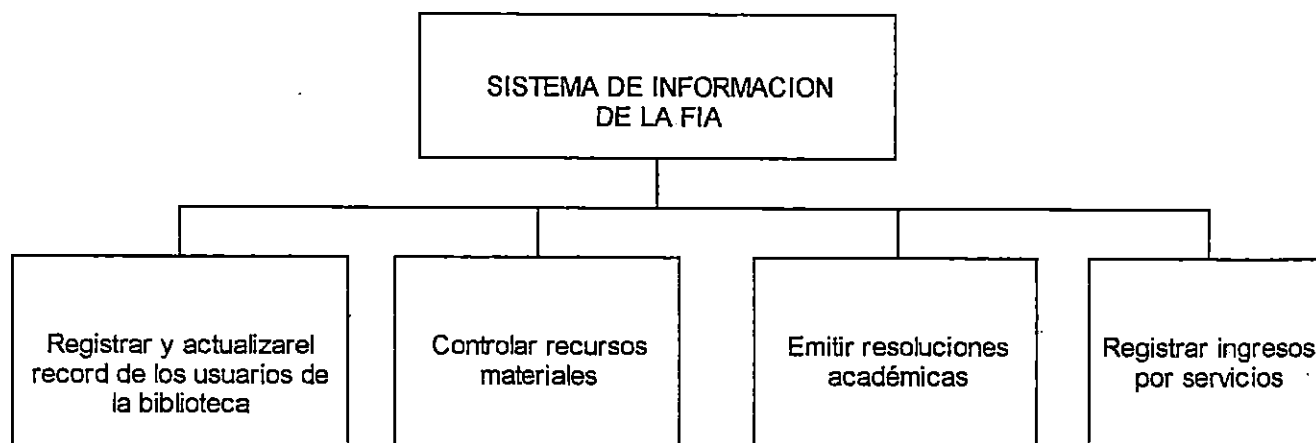 SISTEMA DE INFORMACION
DE LA FIA
Registrar y actualizarel
record de los usuarios de
la biblioteca
Controlar recursos
materiales
Emitir resoluciones
académicas
Registrar ingresos
por servicios